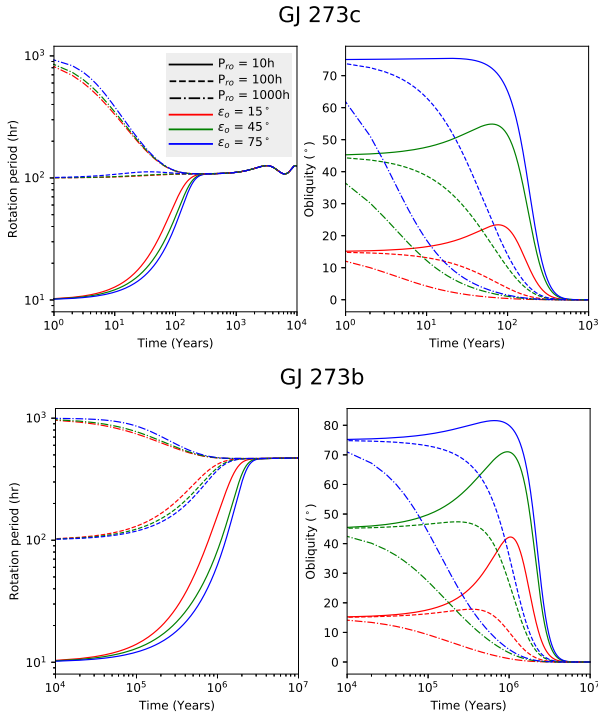 GJ 273c
10³
10²
10¹
Rotation period (hr)
P_ro = 10h
P_ro = 100h
P_ro = 1000h
ε_o = 15°
ε_o = 45°
ε_o = 75°
10⁰ 10¹ 10² 10³ 10⁴
Time (Years)
70
60
50
40
30
20
10
0
Obliquity (°)
10⁰ 10¹ 10² 10³
Time (Years)
GJ 273b
10³
10²
10¹
Rotation period (hr)
10⁴ 10⁵ 10⁶ 10⁷
Time (Years)
80
70
60
50
40
30
20
10
0
Obliquity (°)
10⁴ 10⁵ 10⁶ 10⁷
Time (Years)